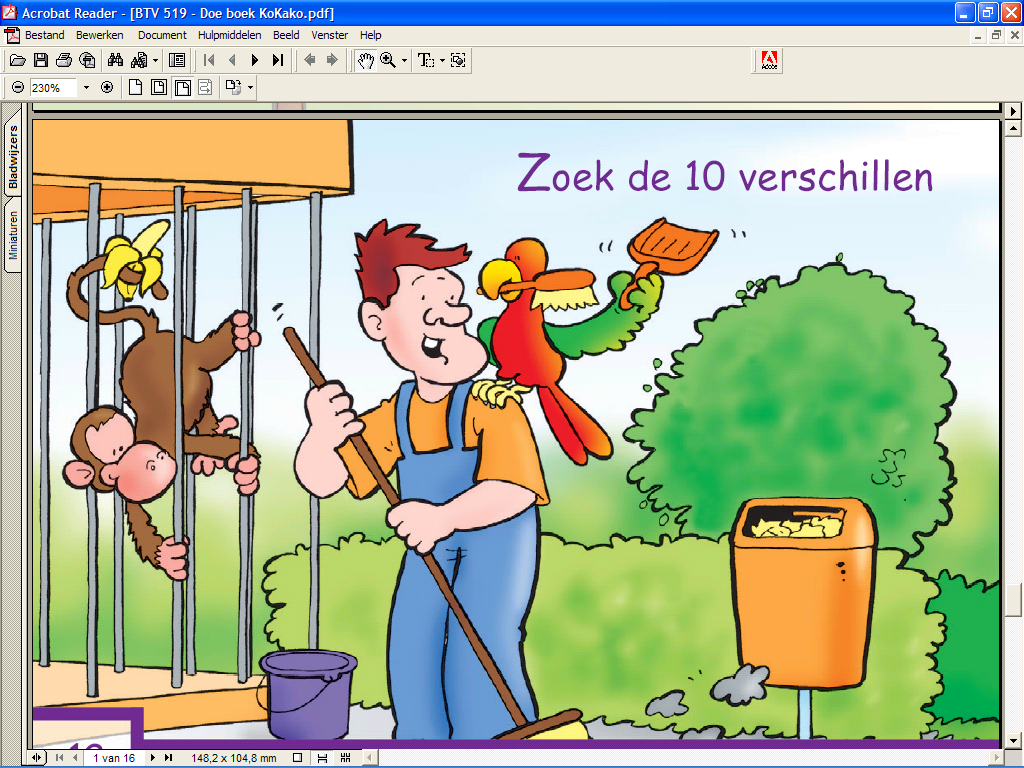 Acrobat Reader - [BTV 519 - Doe boek KoKako.pdf]
Bestand Bewerken Document Hulpmiddelen Beeld Venster Help
Adobe
230%
Bladwijzers
Miniaturen
Zoek de 10 verschillen
1 van 16
148,2 x 104,8 mm